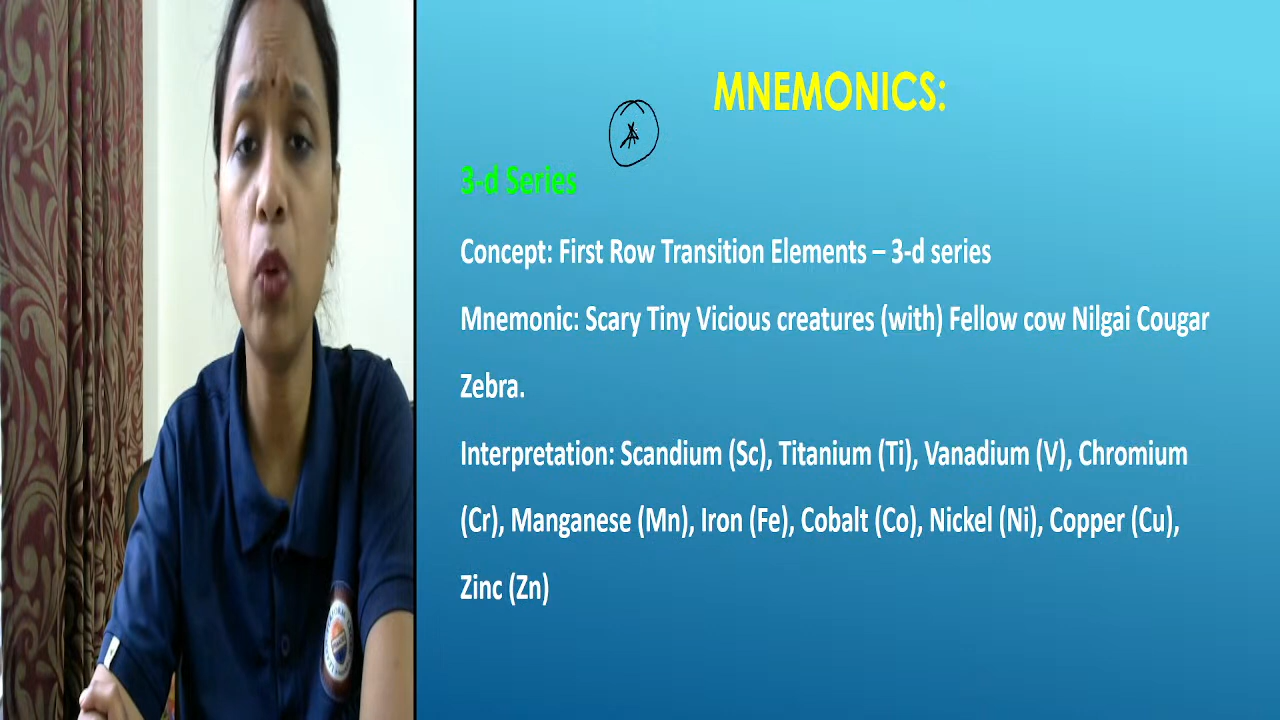 MNEMONICS:
3-d Series
Concept: First Row Transition Elements – 3-d series
Mnemonic: Scary Tiny Vicious creatures (with) Fellow cow Nilgai Cougar
Zebra.
Interpretation: Scandium (Sc), Titanium (Ti), Vanadium (V), Chromium
(Cr), Manganese (Mn), Iron (Fe), Cobalt (Co), Nickel (Ni), Copper (Cu),
Zinc (Zn)